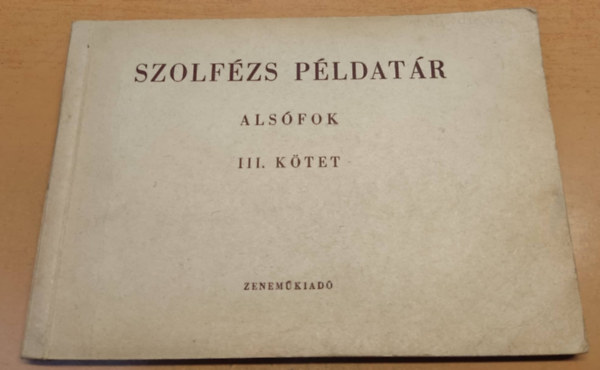 SZOLFÉZS PÉLDATÁR
ALSÓFOK
III. KÖTET
ZENEMŰKIADÓ